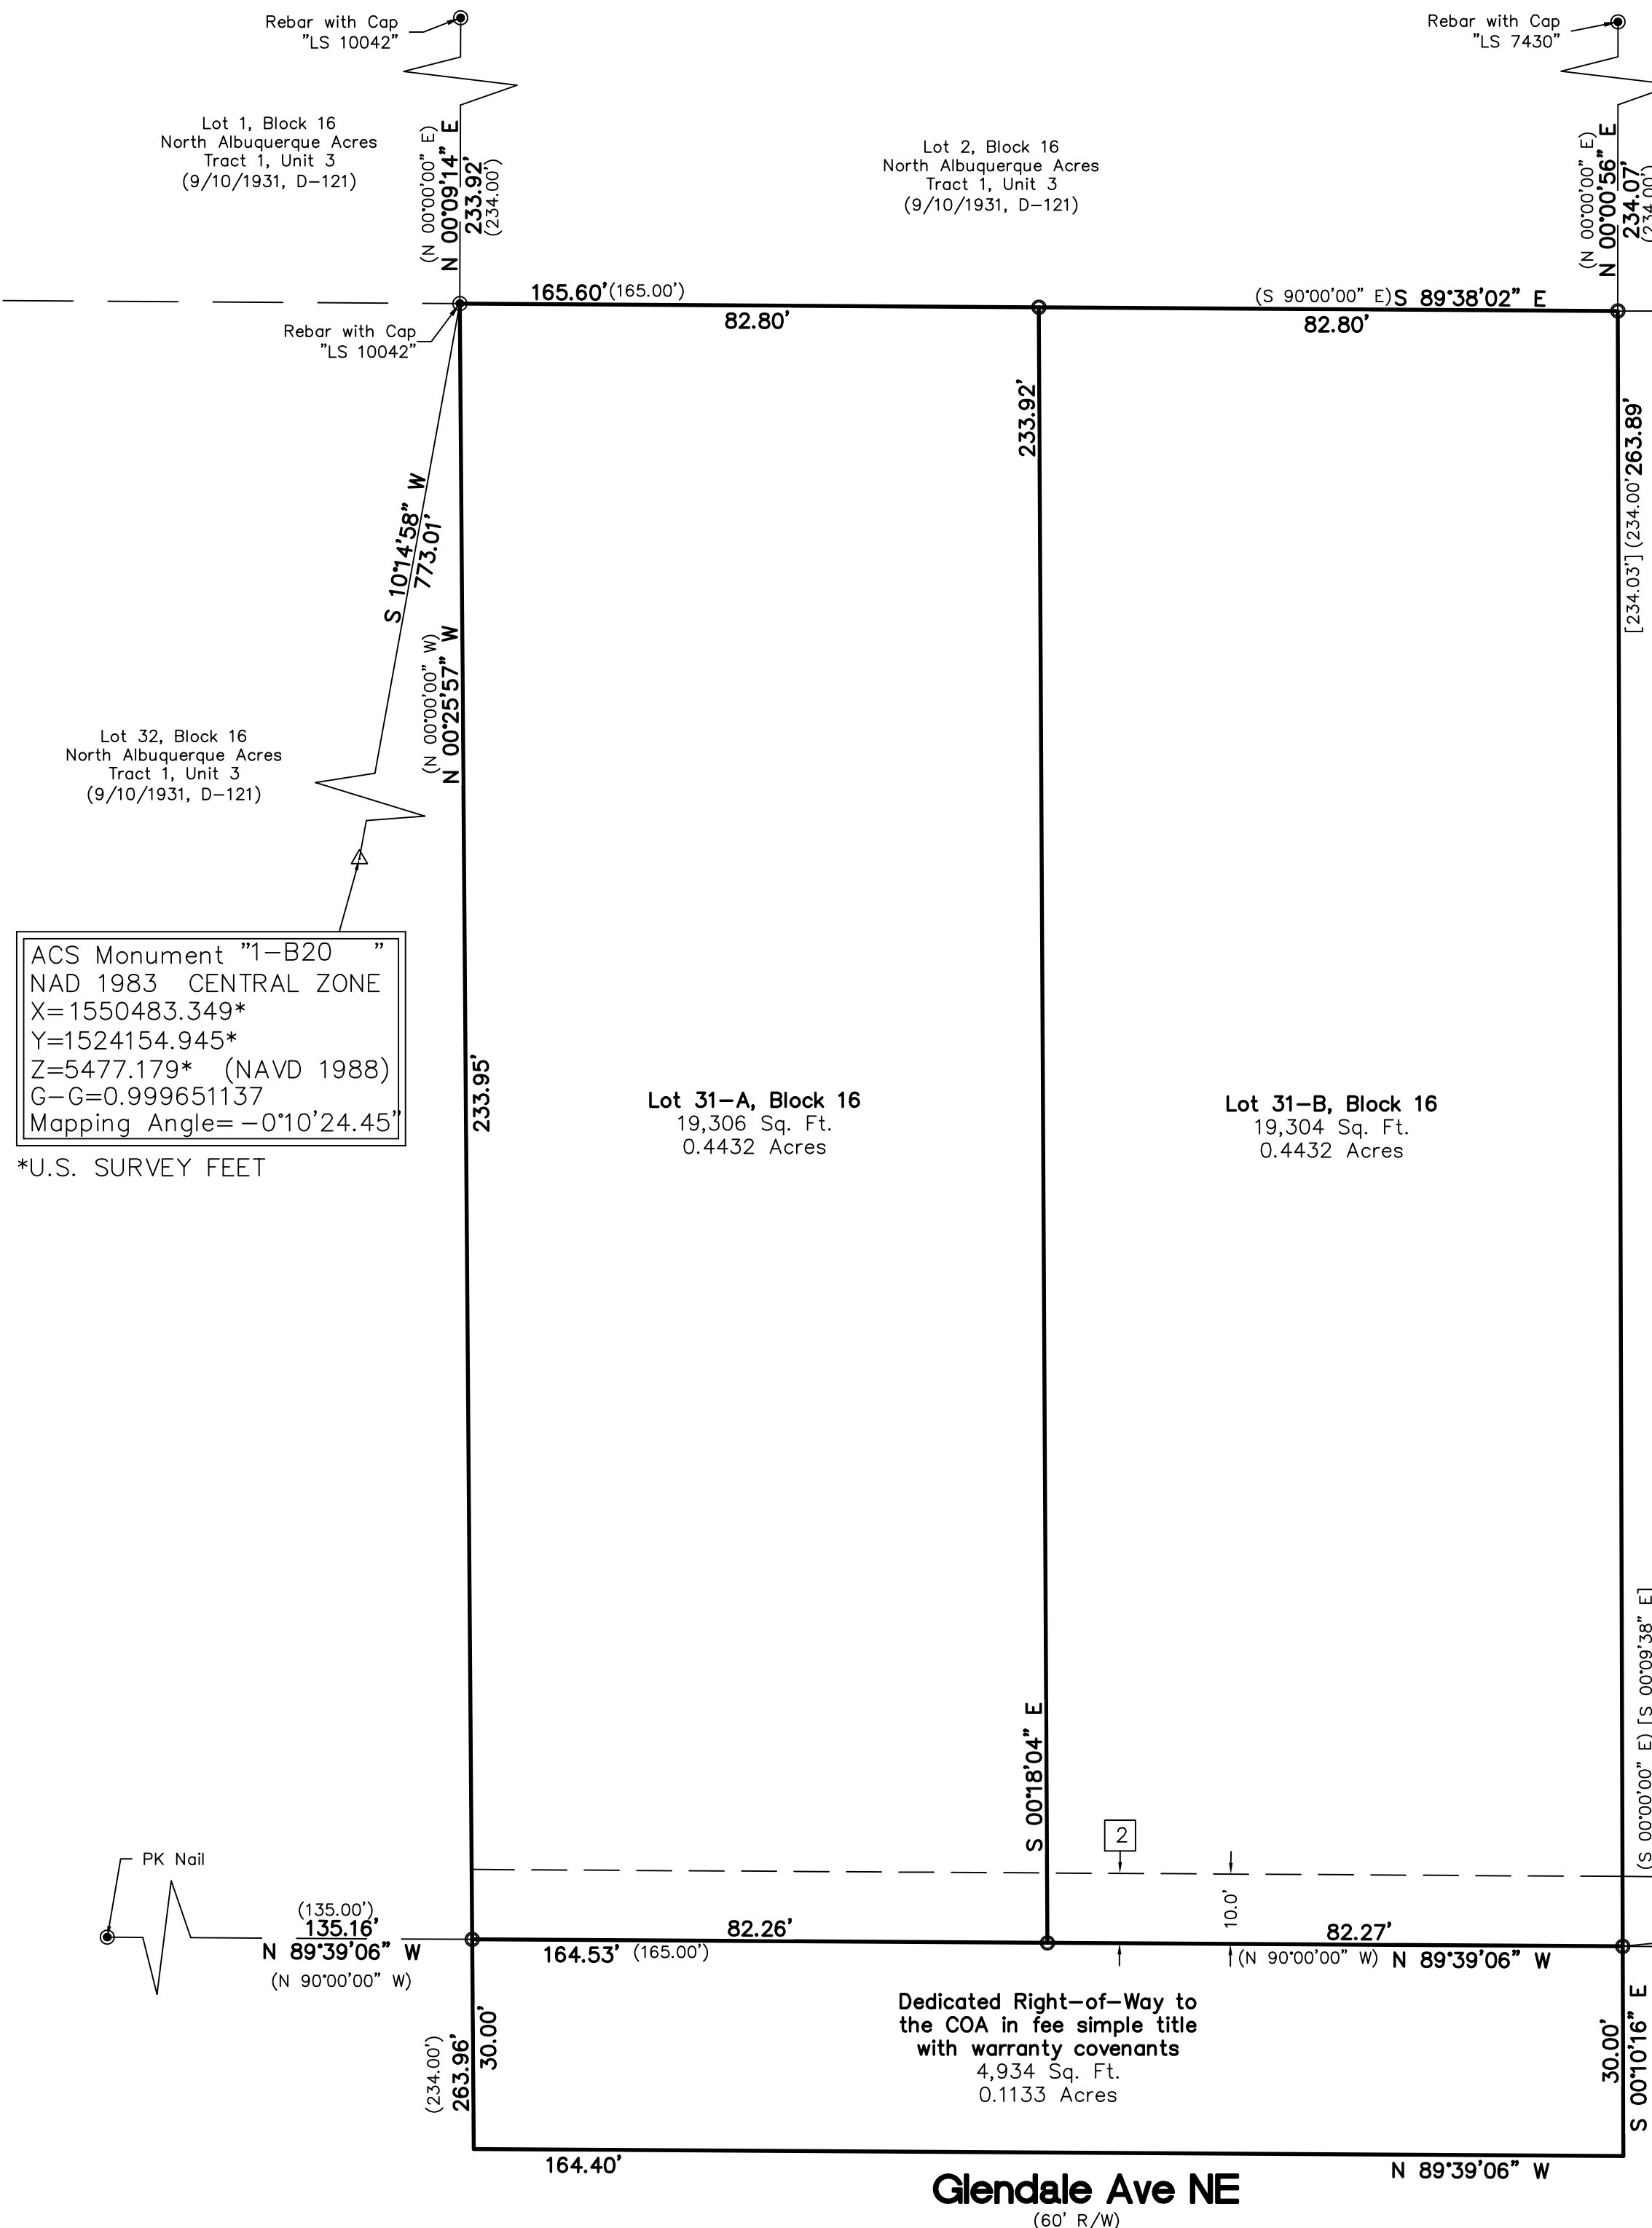 Rebar with Cap
"LS 10042"
Rebar with Cap
"LS 7430"
Lot 1, Block 16
North Albuquerque Acres
Tract 1, Unit 3
(9/10/1931, D-121)
(N 00°00'00" E)
N 00°09'14" E
233.92'
(234.00')
Lot 2, Block 16
North Albuquerque Acres
Tract 1, Unit 3
(9/10/1931, D-121)
(N 00°00'00" E)
N 00°00'56" E
234.07'
(234.00')
165.60' (165.00')
82.80'
(S 90°00'00" E) S 89°38'02" E
82.80'
Rebar with Cap
"LS 10042"
233.92'
[234.03'] (234.00' 263.89'
S 10°14'58" W
773.01'
(N 00°00'00" W)
N 00°25'57" W
Lot 32, Block 16
North Albuquerque Acres
Tract 1, Unit 3
(9/10/1931, D-121)
ACS Monument "1-B20 "
NAD 1983 CENTRAL ZONE
X=1550483.349*
Y=1524154.945*
Z=5477.179* (NAVD 1988)
G-G=0.999651137
Mapping Angle= -0°10'24.45"
*U.S. SURVEY FEET
233.95'
Lot 31-A, Block 16
19,306 Sq. Ft.
0.4432 Acres
Lot 31-B, Block 16
19,304 Sq. Ft.
0.4432 Acres
S 00°18'04" E
(S 00°00'00" E) [S 00°09'38" E]
2
10.0'
PK Nail
(135.00')
135.16'
N 89°39'06" W
(N 90°00'00" W)
82.26'
164.53' (165.00')
82.27'
(N 90°00'00" W) N 89°39'06" W
Dedicated Right-of-Way to
the COA in fee simple title
with warranty covenants
4,934 Sq. Ft.
0.1133 Acres
(234.00')
263.96'
30.00'
30.00'
S 00°10'16" E
164.40'
N 89°39'06" W
Glendale Ave NE
(60' R/W)